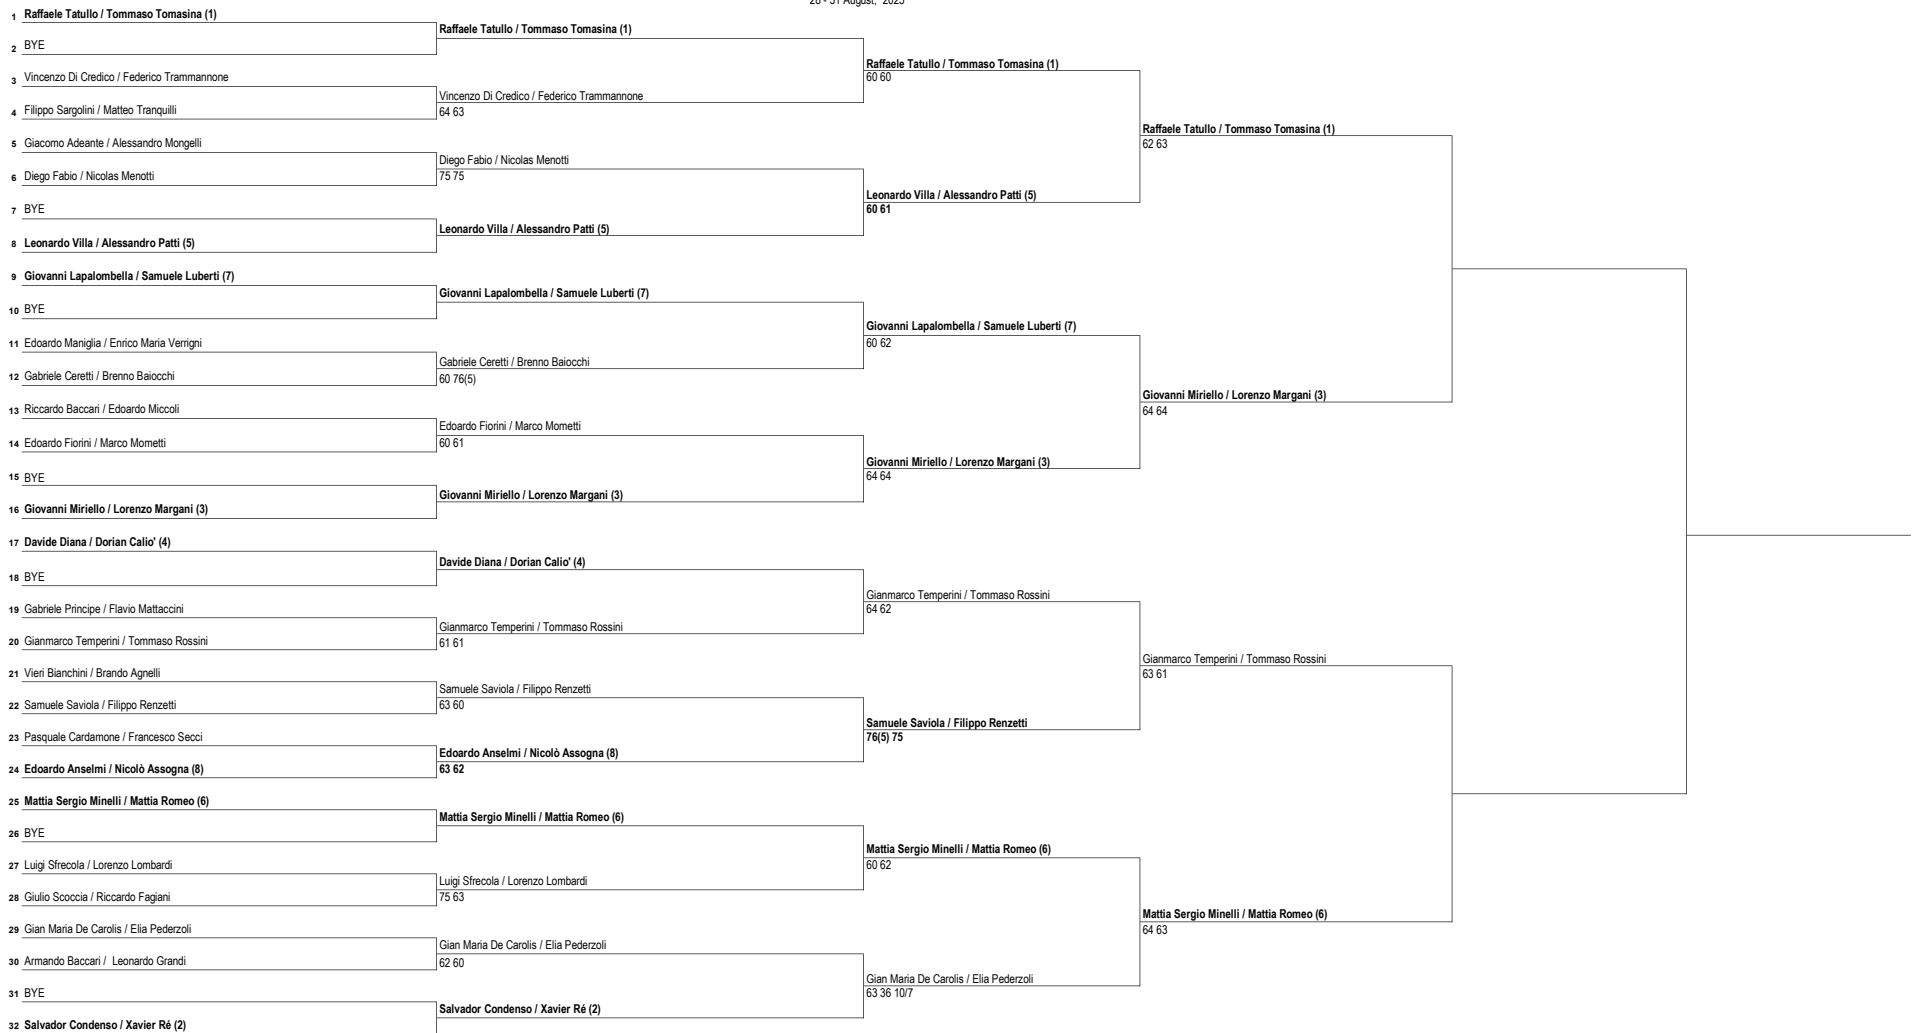 28 - 31 August, 2025
1 Raffaele Tatullo / Tommaso Tomasina (1)
2 BYE
3 Vincenzo Di Credico / Federico Trammannone
4 Filippo Sargolini / Matteo Tranquilli
5 Giacomo Adeante / Alessandro Mongelli
6 Diego Fabio / Nicolas Menotti
7 BYE
8 Leonardo Villa / Alessandro Patti (5)
9 Giovanni Lapalombella / Samuele Luberti (7)
10 BYE
11 Edoardo Maniglia / Enrico Maria Verrigni
12 Gabriele Ceretti / Brenno Baiocchi
13 Riccardo Baccari / Edoardo Miccoli
14 Edoardo Fiorini / Marco Mometti
15 BYE
16 Giovanni Miriello / Lorenzo Margani (3)
17 Davide Diana / Dorian Calio' (4)
18 BYE
19 Gabriele Principe / Flavio Mattaccini
20 Gianmarco Temperini / Tommaso Rossini
21 Vieri Bianchini / Brando Agnelli
22 Samuele Saviola / Filippo Renzetti
23 Pasquale Cardamone / Francesco Secci
24 Edoardo Anselmi / Nicolò Assogna (8)
25 Mattia Sergio Minelli / Mattia Romeo (6)
26 BYE
27 Luigi Sfrecola / Lorenzo Lombardi
28 Giulio Scoccia / Riccardo Fagiani
29 Gian Maria De Carolis / Elia Pederzoli
30 Armando Baccari / Leonardo Grandi
31 BYE
32 Salvador Condenso / Xavier Ré (2)
Raffaele Tatullo / Tommaso Tomasina (1)
Vincenzo Di Credico / Federico Trammannone
64 63
Diego Fabio / Nicolas Menotti
75 75
Leonardo Villa / Alessandro Patti (5)
Giovanni Lapalombella / Samuele Luberti (7)
Gabriele Ceretti / Brenno Baiocchi
60 76(5)
Edoardo Fiorini / Marco Mometti
60 61
Giovanni Miriello / Lorenzo Margani (3)
Davide Diana / Dorian Calio' (4)
Gianmarco Temperini / Tommaso Rossini
61 61
Samuele Saviola / Filippo Renzetti
63 60
Edoardo Anselmi / Nicolò Assogna (8)
63 62
Mattia Sergio Minelli / Mattia Romeo (6)
Luigi Sfrecola / Lorenzo Lombardi
75 63
Gian Maria De Carolis / Elia Pederzoli
62 60
Salvador Condenso / Xavier Ré (2)
Raffaele Tatullo / Tommaso Tomasina (1)
60 60
Leonardo Villa / Alessandro Patti (5)
60 61
Giovanni Lapalombella / Samuele Luberti (7)
60 62
Giovanni Miriello / Lorenzo Margani (3)
64 64
Gianmarco Temperini / Tommaso Rossini
64 62
Samuele Saviola / Filippo Renzetti
76(5) 75
Mattia Sergio Minelli / Mattia Romeo (6)
60 62
Gian Maria De Carolis / Elia Pederzoli
63 36 10/7
Raffaele Tatullo / Tommaso Tomasina (1)
62 63
Giovanni Miriello / Lorenzo Margani (3)
64 64
Gianmarco Temperini / Tommaso Rossini
63 61
Mattia Sergio Minelli / Mattia Romeo (6)
64 63